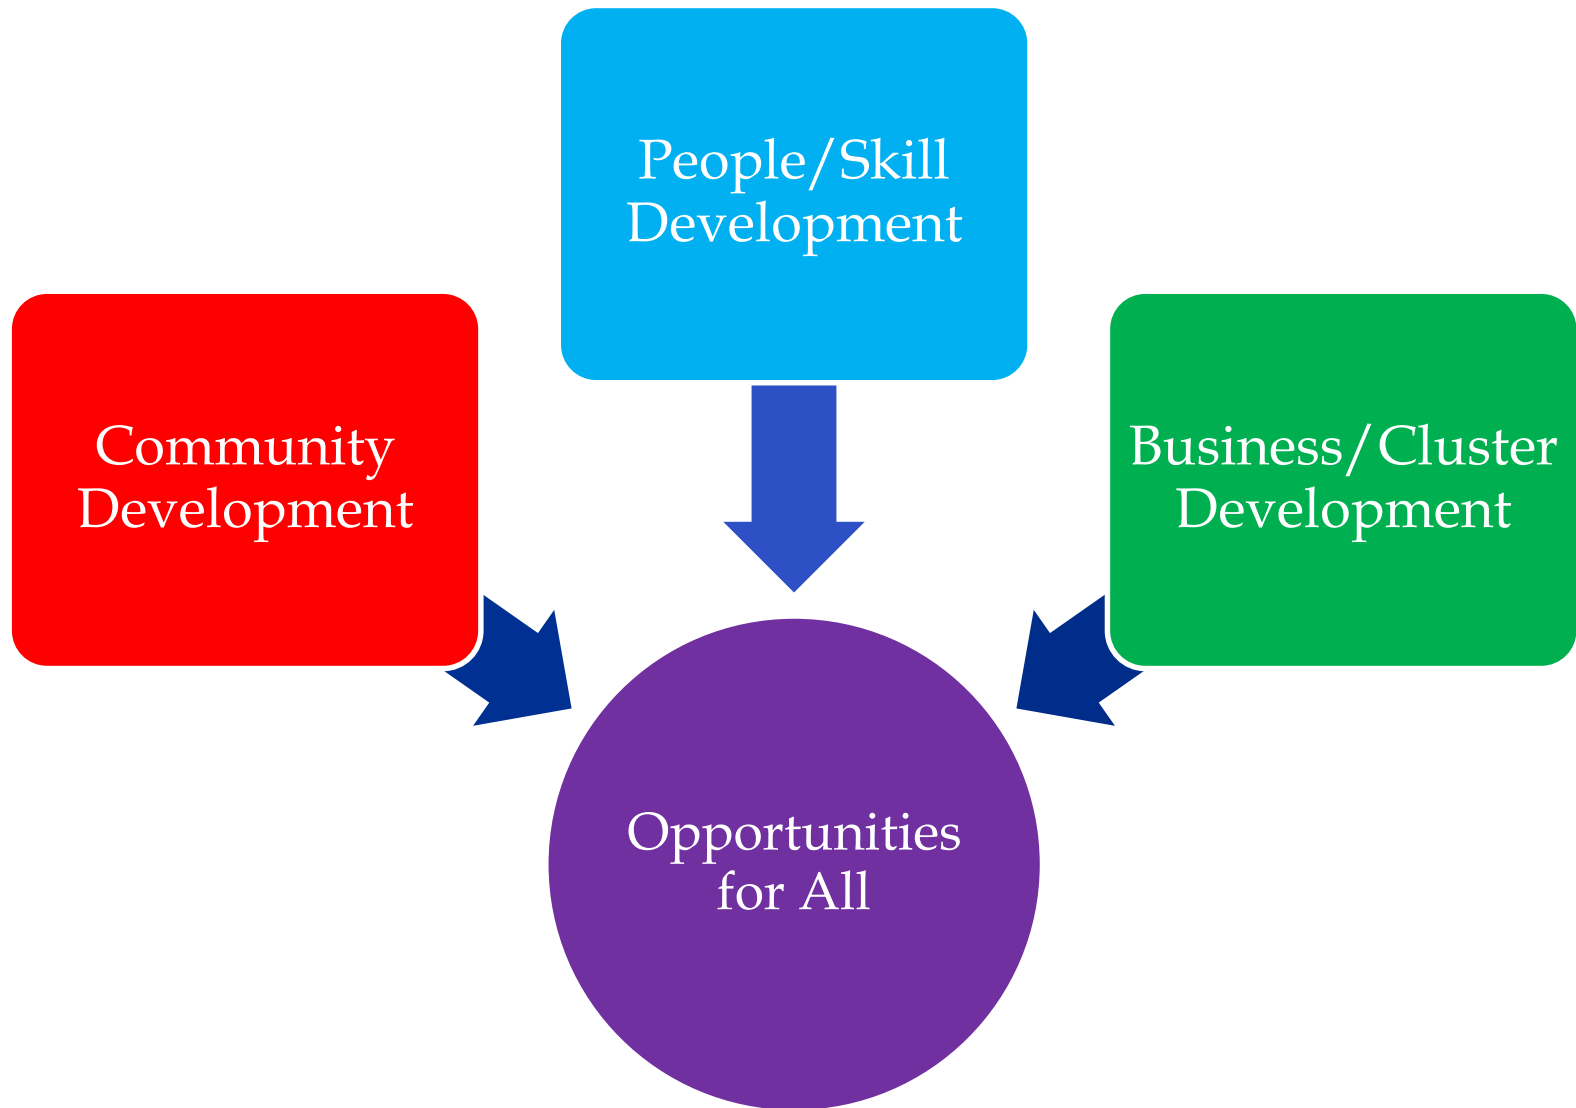 People/Skill
Development
Community
Development
Business/Cluster
Development
Opportunities
for All